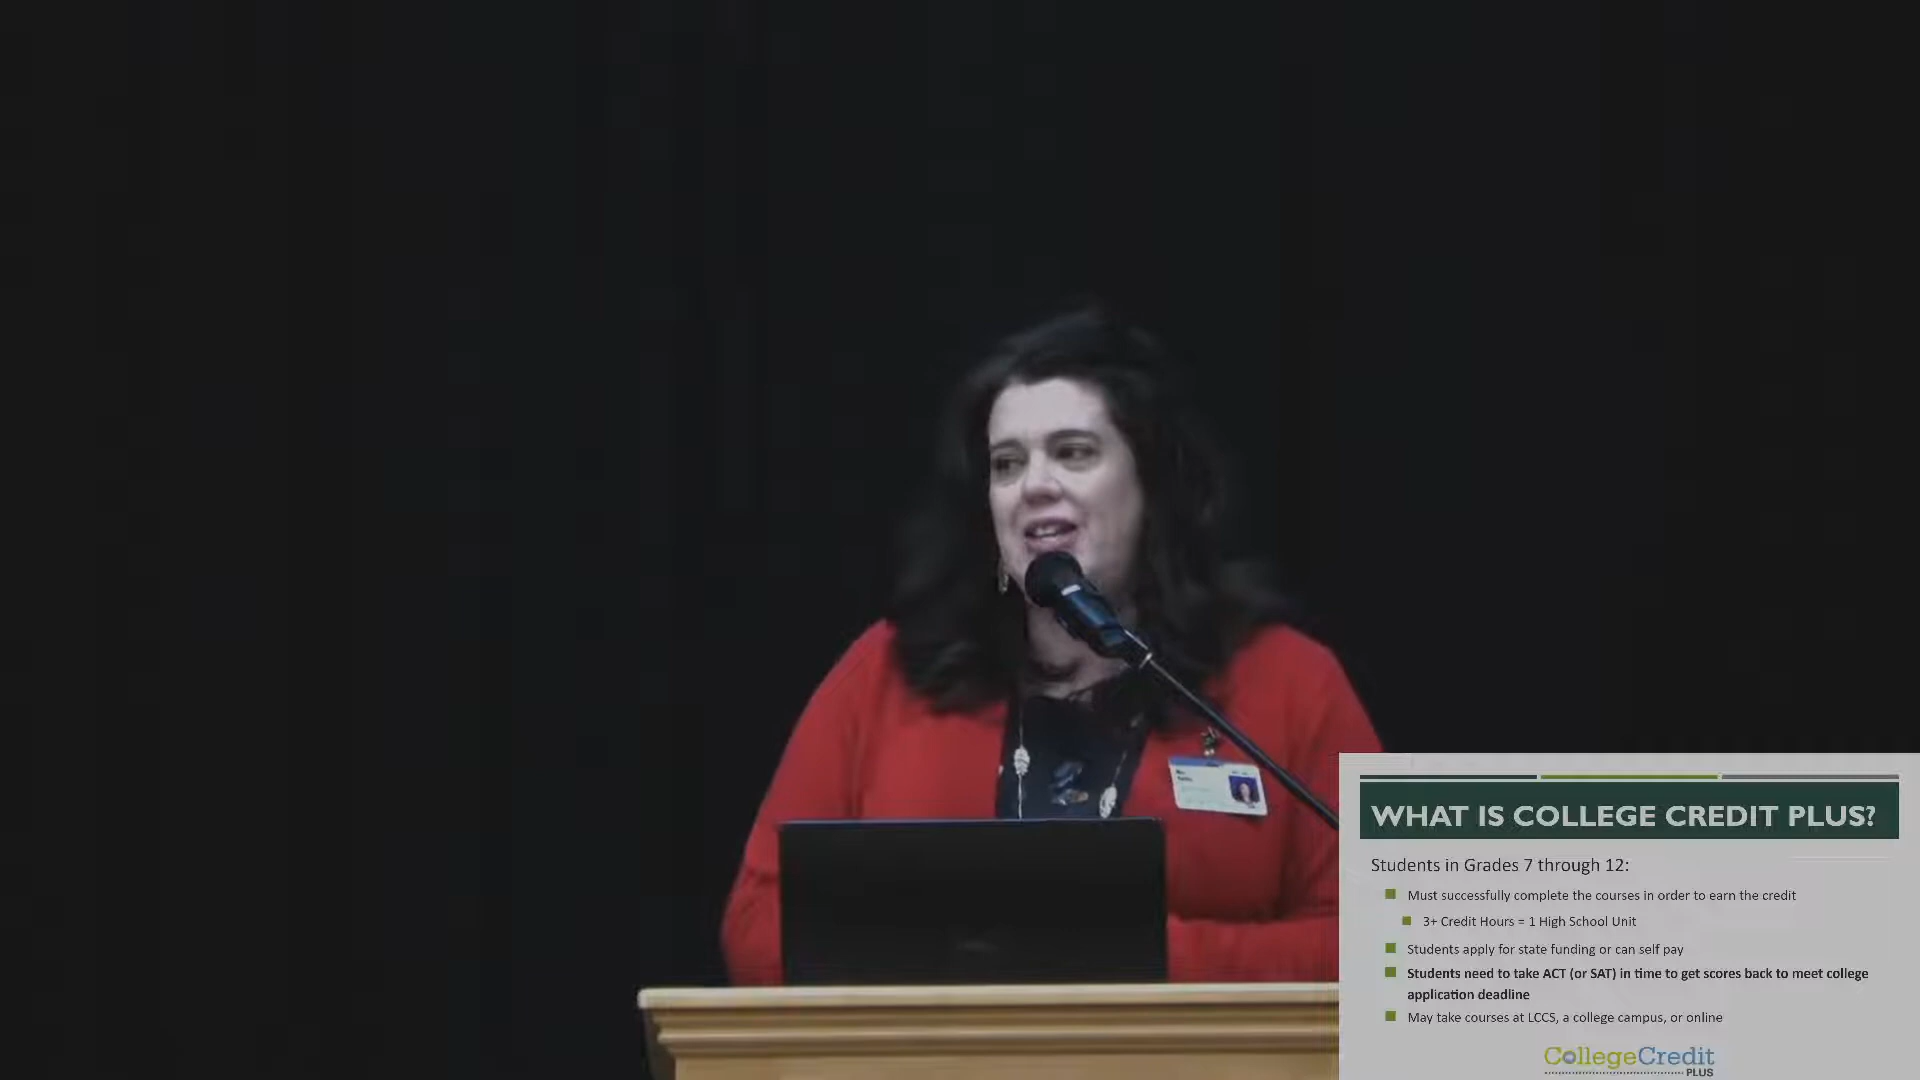 WHAT IS COLLEGE CREDIT PLUS?
Students in Grades 7 through 12:
Must successfully complete the courses in order to earn the credit
3+ Credit Hours = 1 High School Unit
Students apply for state funding or can self pay
Students need to take ACT (or SAT) in time to get scores back to meet college
application deadline
May take courses at LCCS, a college campus, or online
CollegeCredit
PLUS